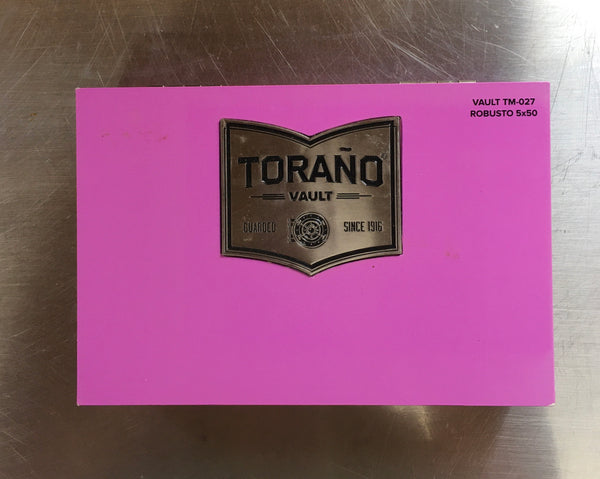 VAULT TM-027
ROBUSTO 5x50
TORAÑO
VAULT
GUARDED SINCE 1916